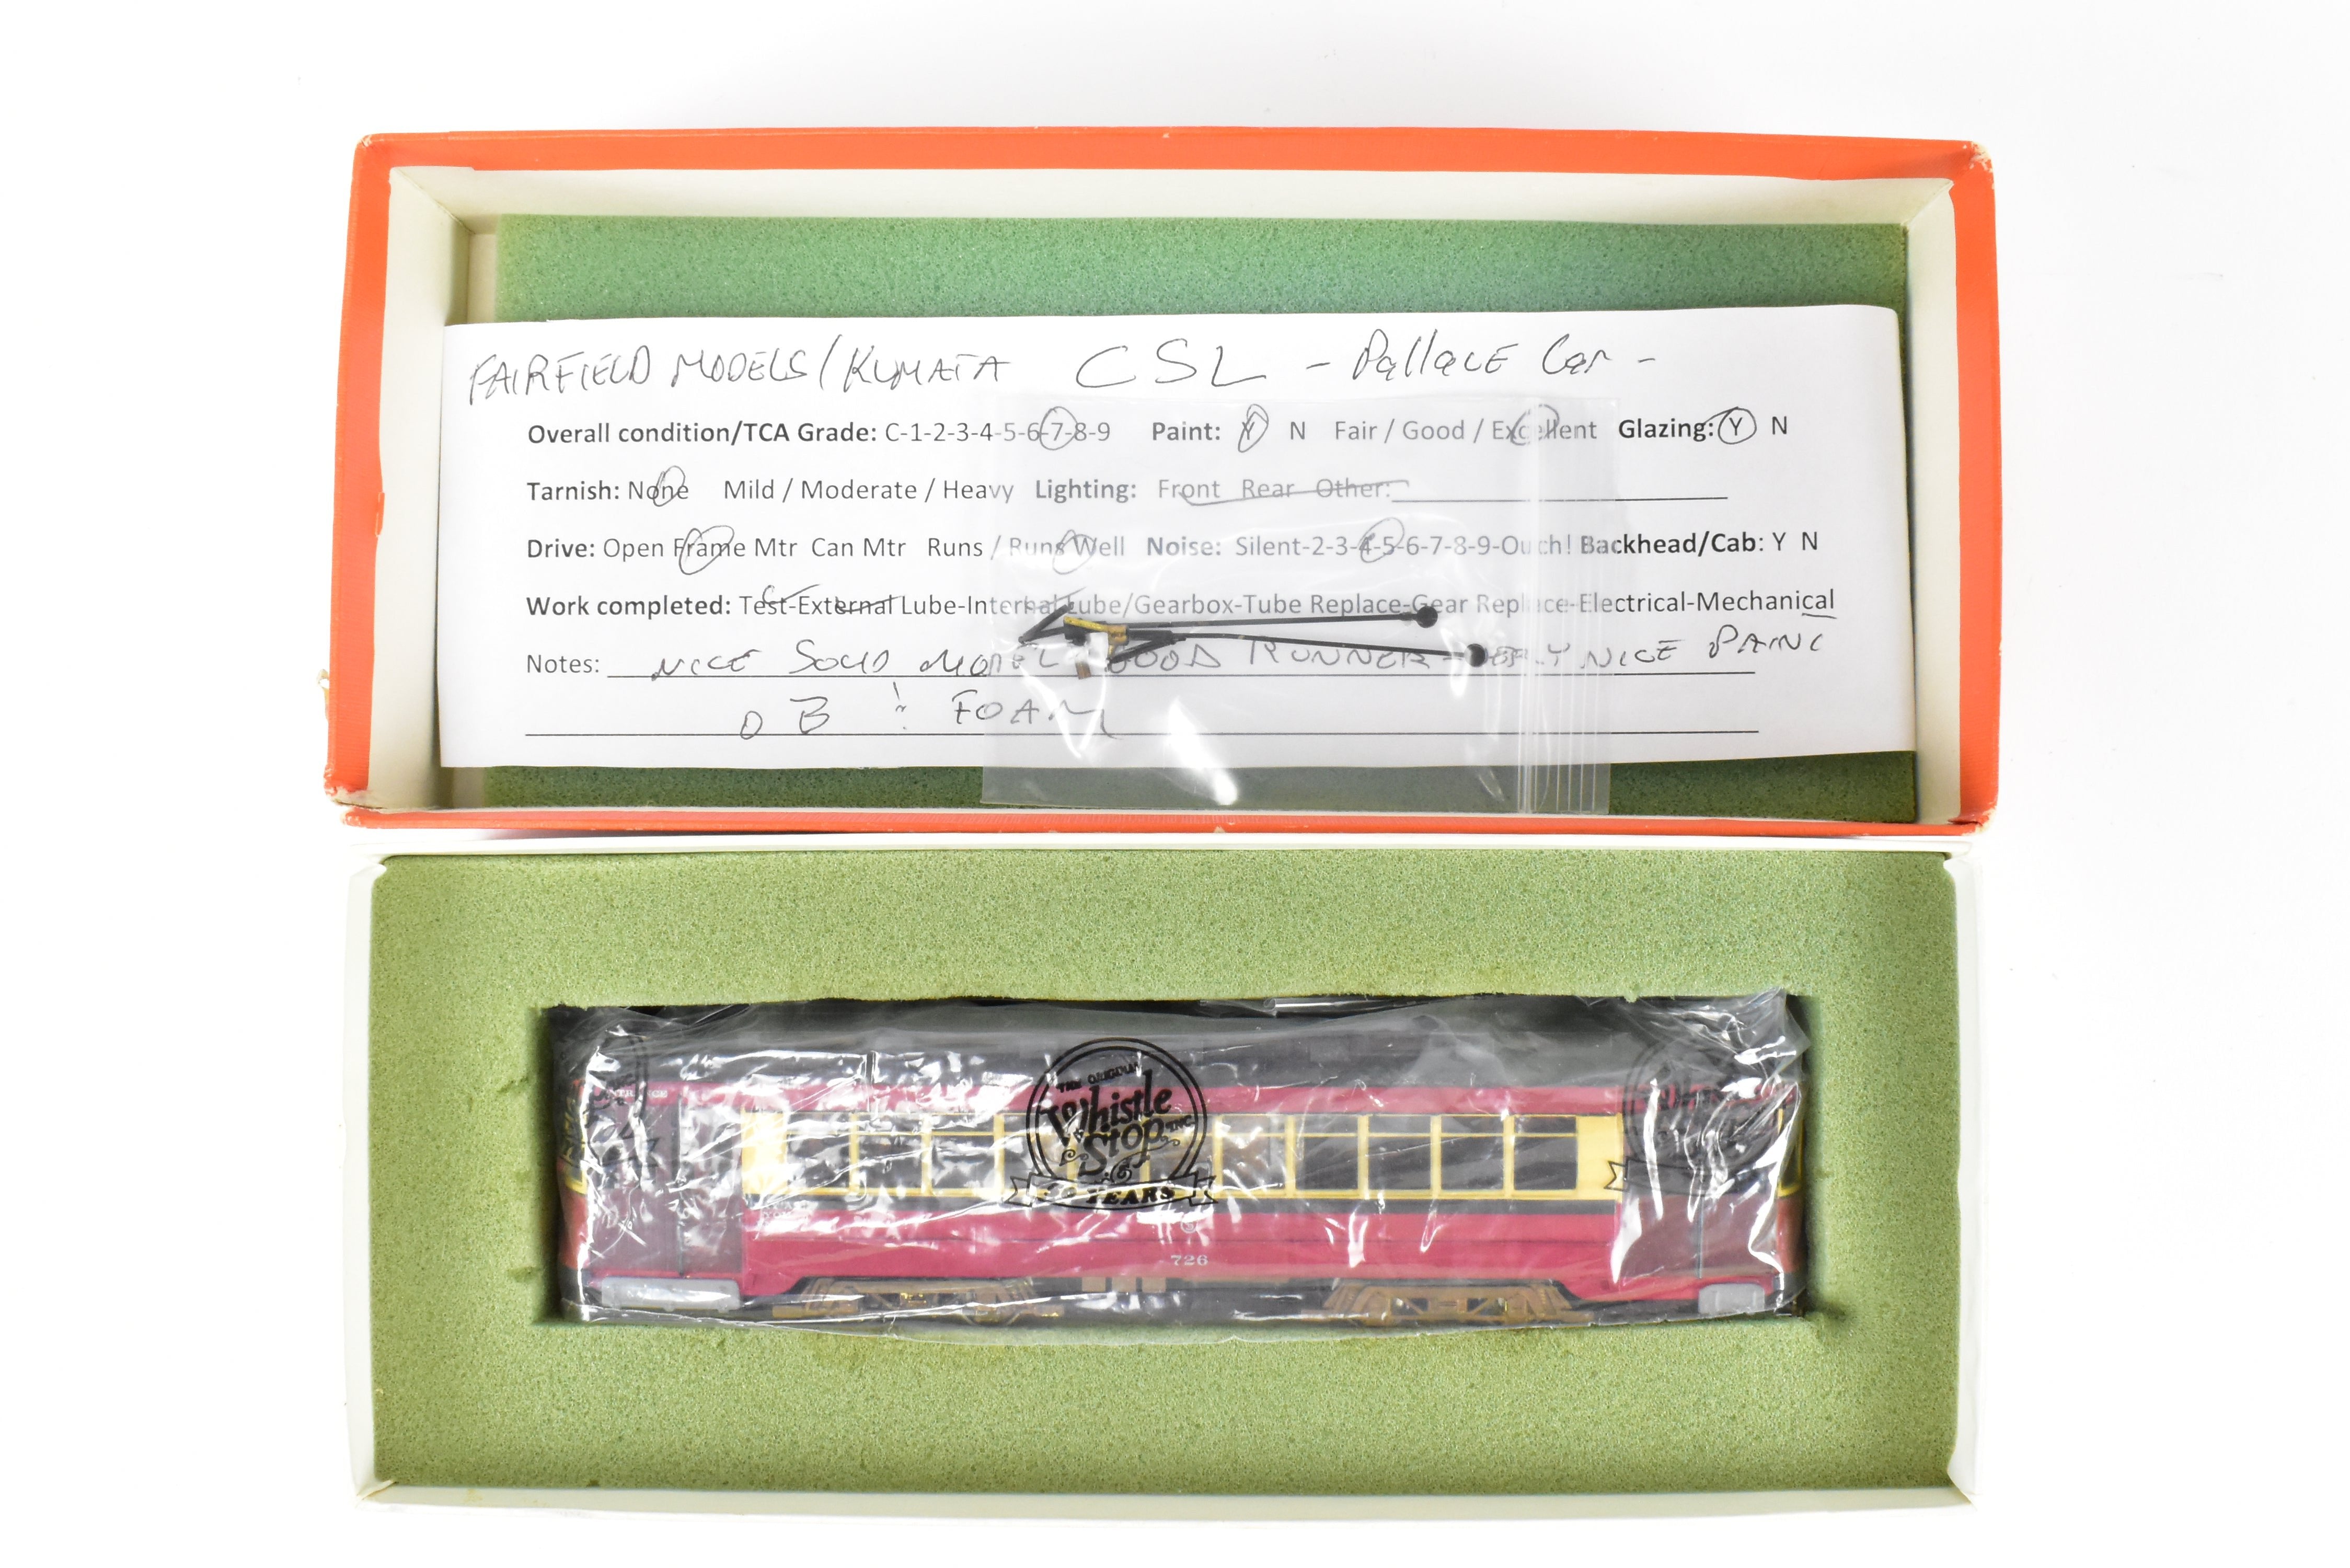 FAIRFIELD MODELS/KUMATA CSL - Pallace Car -
Overall condition/TCA Grade: C-1-2-3-4-5-6-7-8-9 Paint: Y N Fair / Good / Excellent Glazing: Y N
Tarnish: None Mild / Moderate / Heavy Lighting: Front Rear Other:
Drive: Open Frame Mtr Can Mtr Runs / Runs Well Noise: Silent-2-3-4-5-6-7-8-9-Ouch! Backhead/Cab: Y N
Work completed: Test-External Lube-Internal Lube/Gearbox-Tube Replace-Gear Replace-Electrical-Mechanical
Notes: NICE SOLID MODEL GOOD RUNNER - NICE PAINT
OB & FOAM
THE ORIGINAL
Whistle
Stop INC.
YEARS
726